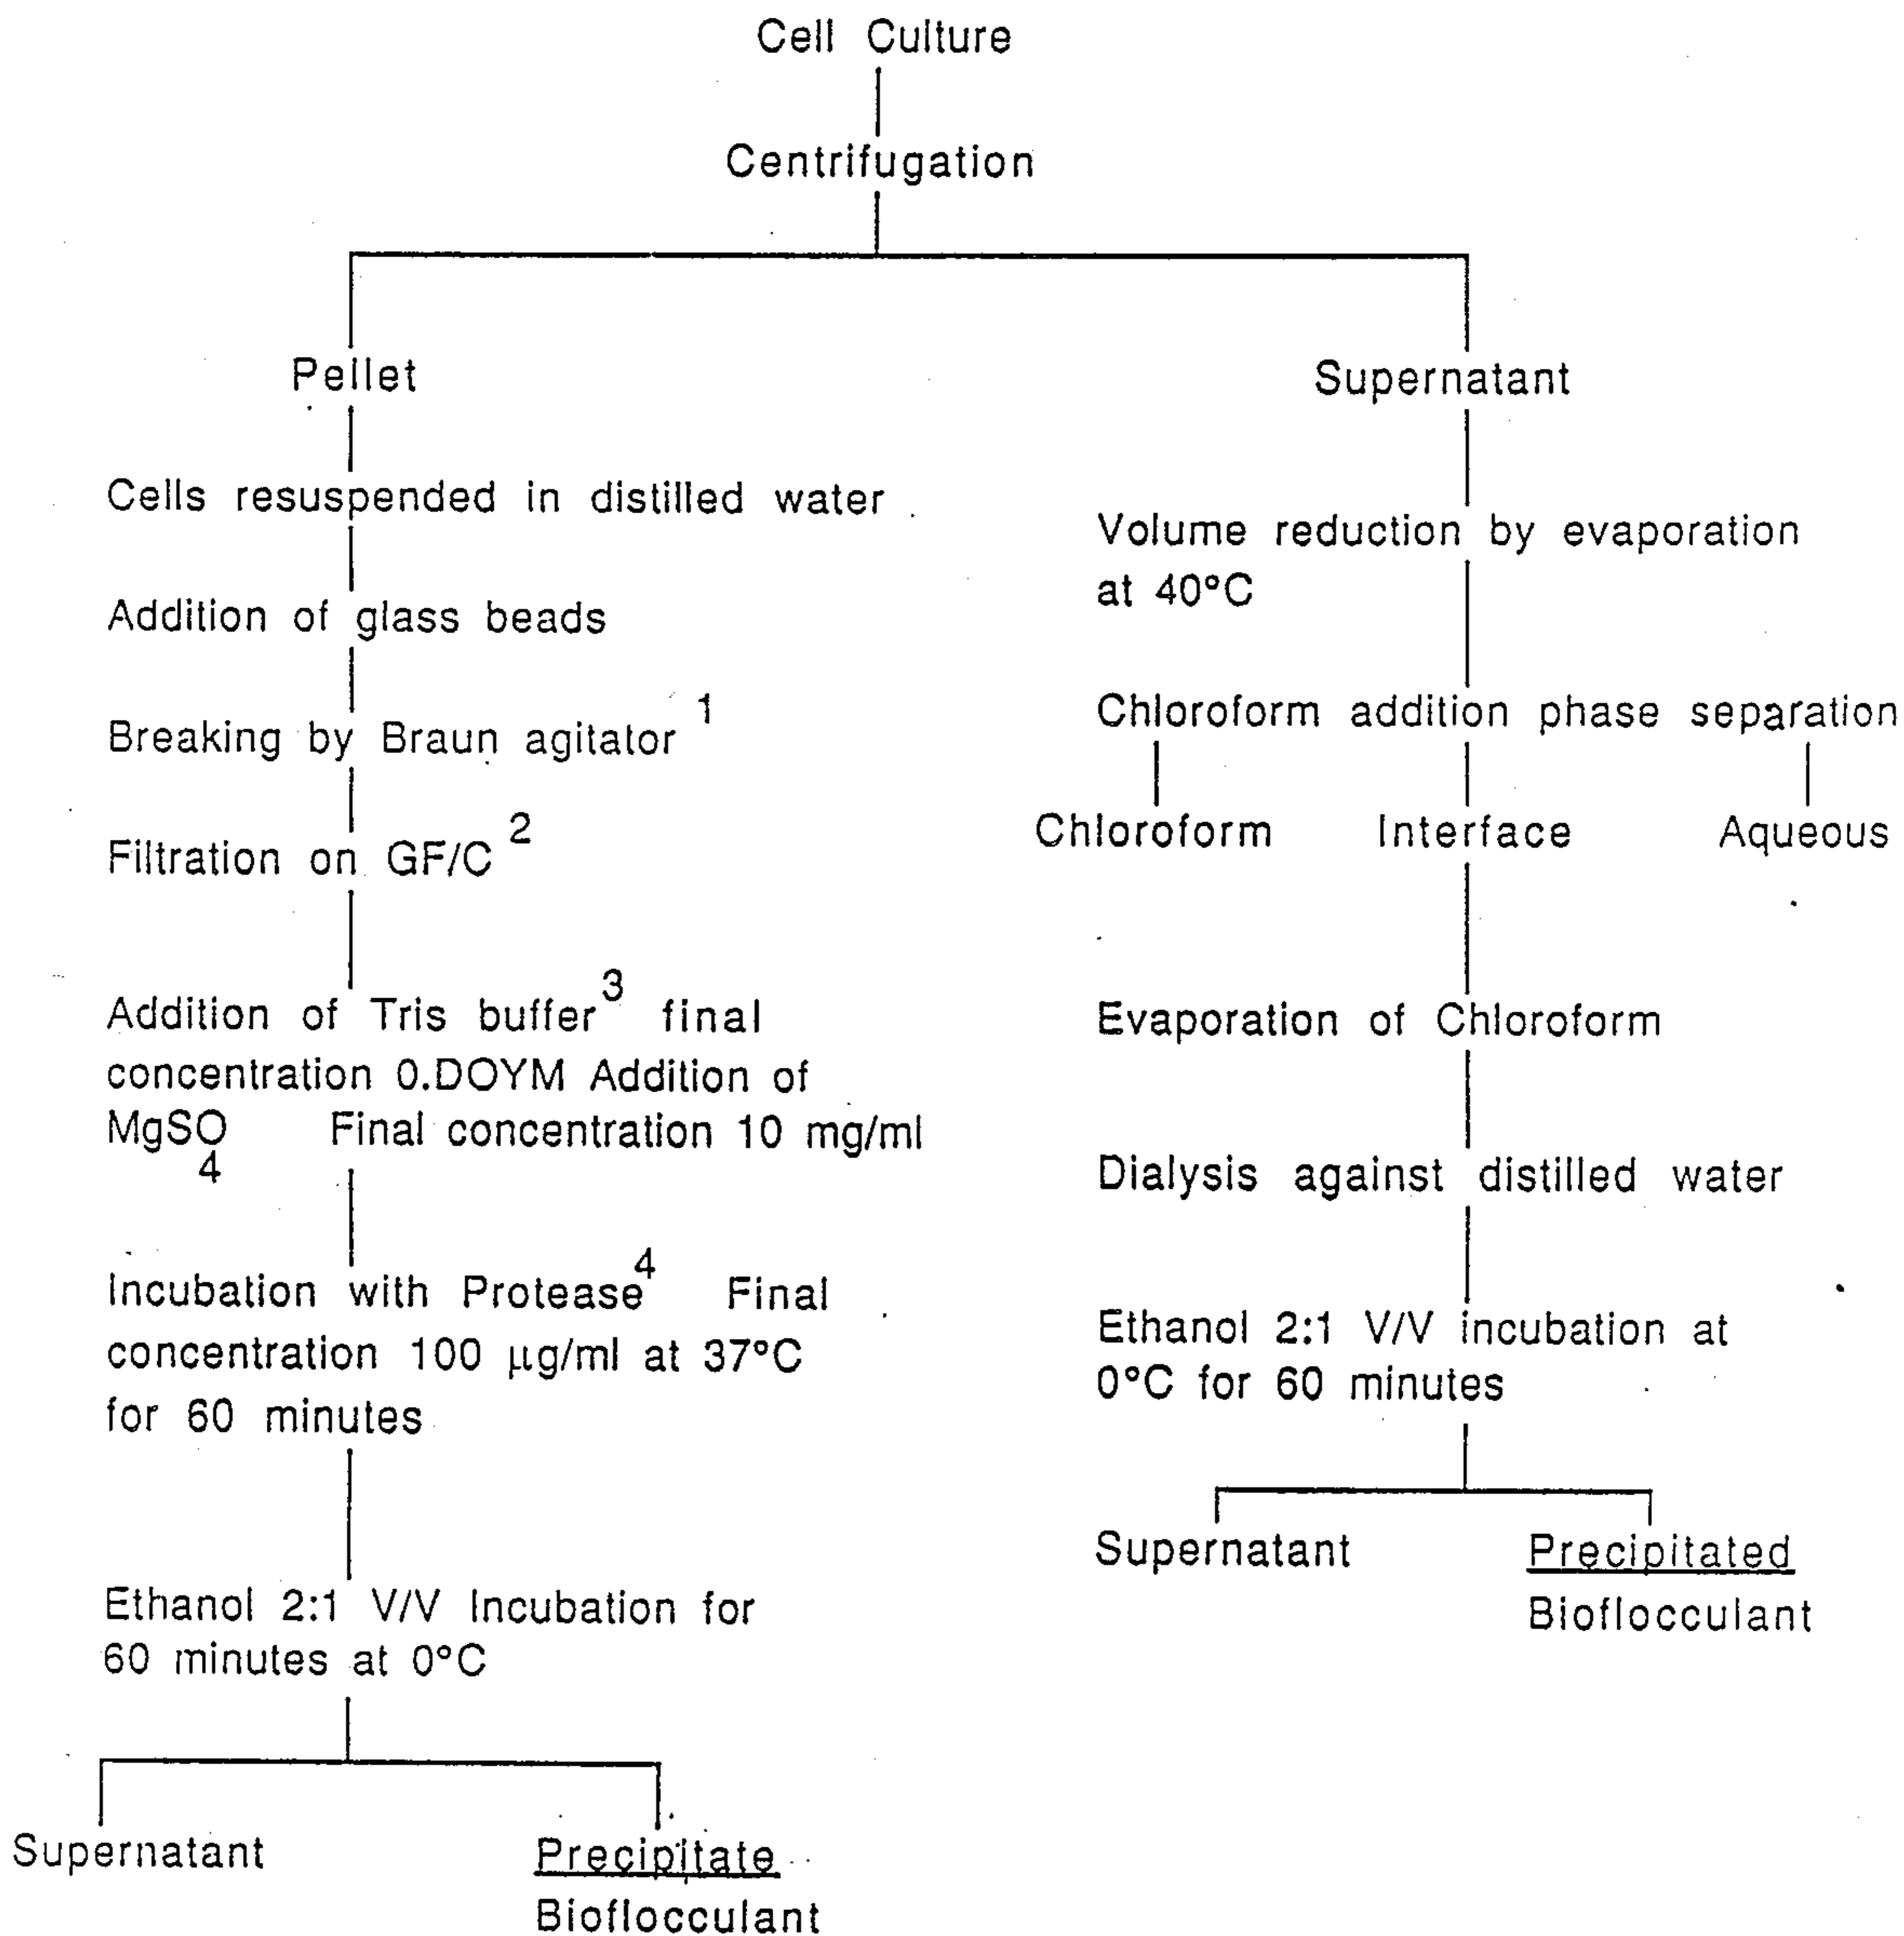 Cell Culture
Centrifugation
Pellet
Cells resuspended in distilled water
Addition of glass beads
Breaking by Braun agitator 1
Filtration on GF/C 2
Addition of Tris buffer 3 final
concentration 0.DOYM Addition of
MgSO4 Final concentration 10 mg/ml
Incubation with Protease 4 Final
concentration 100 µg/ml at 37°C
for 60 minutes
Ethanol 2:1 V/V Incubation for
60 minutes at 0°C
Supernatant
Precipitate
Bioflocculant
Supernatant
Volume reduction by evaporation
at 40°C
Chloroform addition phase separation
Chloroform Interface Aqueous
Evaporation of Chloroform
Dialysis against distilled water
Ethanol 2:1 V/V incubation at
0°C for 60 minutes
Supernatant
Precipitated
Bioflocculant